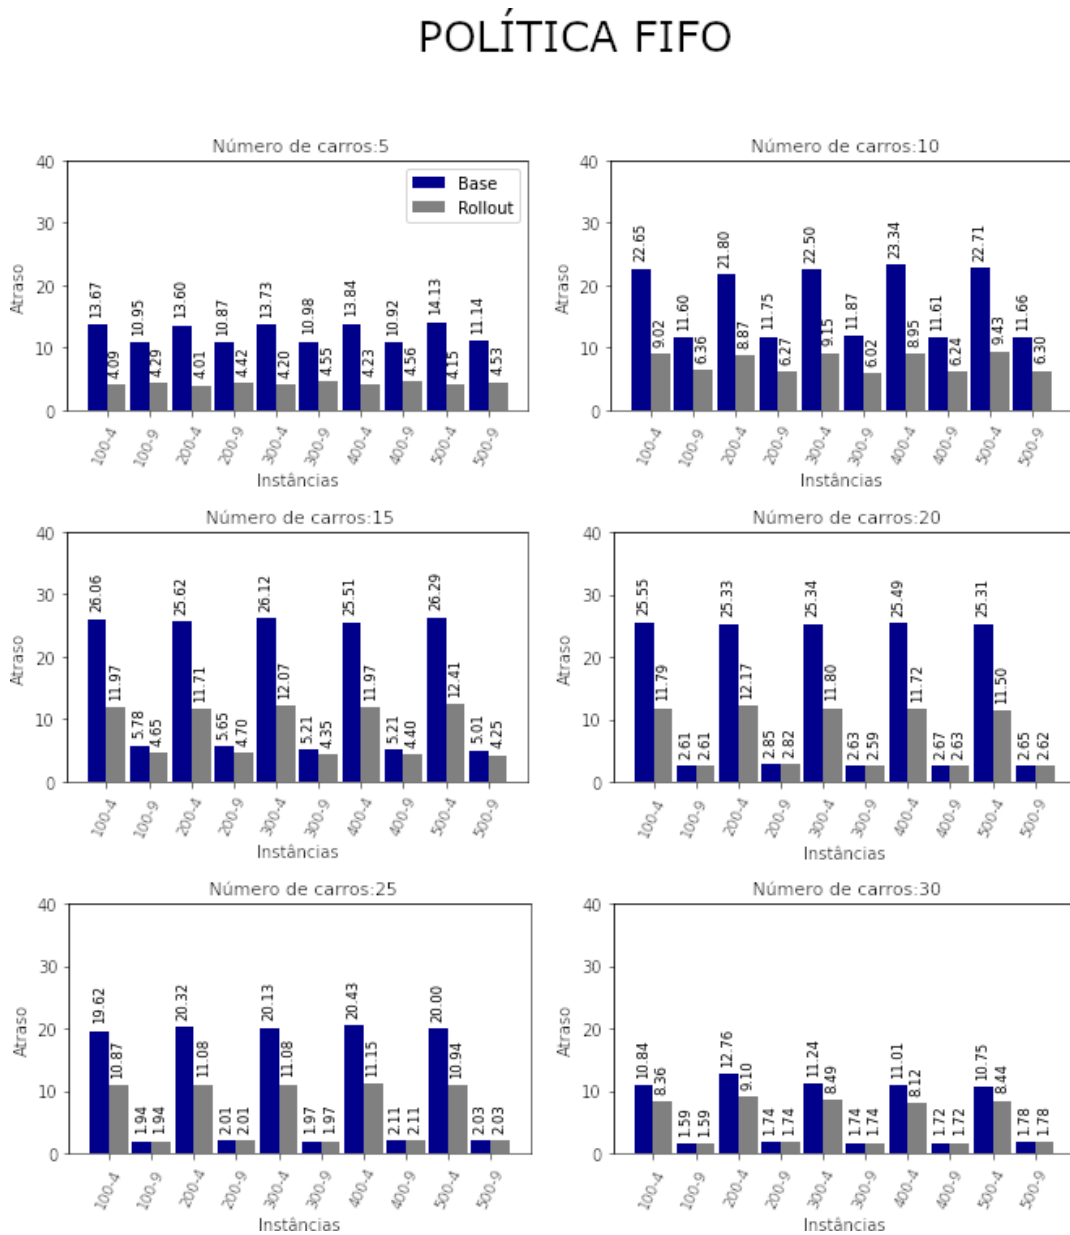 POLÍTICA FIFO
Número de carros:5
Atraso
40
30
20
10
0
Base
Rollout
13.67 4.09 10.95 4.29 13.60 4.01 10.87 4.42 13.73 4.20 10.98 4.55 13.84 4.23 10.92 4.56 14.13 4.15 11.14 4.53
100-4 100-9 200-4 200-9 300-4 300-9 400-4 400-9 500-4 500-9
Instâncias
Número de carros:10
Atraso
40
30
20
10
0
22.65 9.02 11.60 6.36 21.80 8.87 11.75 6.27 22.50 9.15 11.87 6.02 23.34 8.95 11.61 6.24 22.71 9.43 11.66 6.30
100-4 100-9 200-4 200-9 300-4 300-9 400-4 400-9 500-4 500-9
Instâncias
Número de carros:15
Atraso
40
30
20
10
0
26.06 11.97 5.78 4.65 25.62 11.71 5.65 4.70 26.12 12.07 5.21 4.35 25.51 11.97 5.21 4.40 26.29 12.41 5.01 4.25
100-4 100-9 200-4 200-9 300-4 300-9 400-4 400-9 500-4 500-9
Instâncias
Número de carros:20
Atraso
40
30
20
10
0
25.55 11.79 2.61 2.61 25.33 12.17 2.85 2.82 25.34 11.80 2.63 2.59 25.49 11.72 2.67 2.63 25.31 11.50 2.65 2.62
100-4 100-9 200-4 200-9 300-4 300-9 400-4 400-9 500-4 500-9
Instâncias
Número de carros:25
Atraso
40
30
20
10
0
19.62 10.87 1.94 1.94 20.32 11.08 2.01 2.01 20.13 11.08 1.97 1.97 20.43 11.15 2.11 2.11 20.00 10.94 2.03 2.03
100-4 100-9 200-4 200-9 300-4 300-9 400-4 400-9 500-4 500-9
Instâncias
Número de carros:30
Atraso
40
30
20
10
0
10.84 8.36 1.59 1.59 12.76 9.10 1.74 1.74 11.24 8.49 1.74 1.74 11.01 8.12 1.72 1.72 10.75 8.44 1.78 1.78
100-4 100-9 200-4 200-9 300-4 300-9 400-4 400-9 500-4 500-9
Instâncias